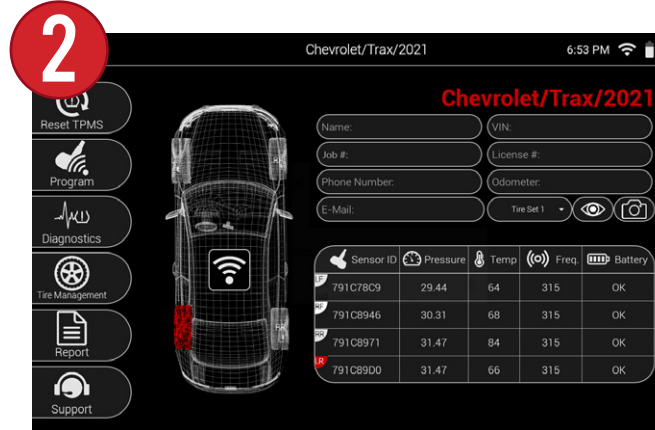 2
Chevrolet/Trax/2021 6:53 PM
Chevrolet/Trax/2021
Reset TPMS
Program
Diagnostics
Tire Management
Report
Support
Name: VIN:
Job #: License #:
Phone Number: Odometer:
E-Mail: Tire Set 1
Sensor ID Pressure Temp Freq. Battery
LF 791C78C9 29.44 64 315 OK
RF 791C8946 30.31 68 315 OK
RR 791C8971 31.47 84 315 OK
LR 791C89D0 31.47 66 315 OK
RR